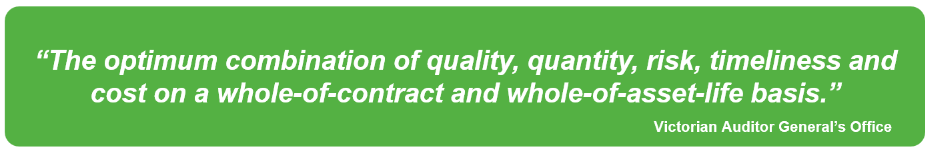 “The optimum combination of quality, quantity, risk, timeliness and
cost on a whole-of-contract and whole-of-asset-life basis.”
Victorian Auditor General’s Office